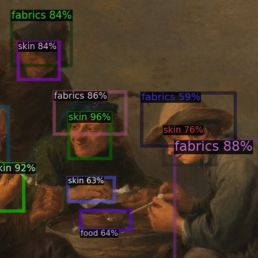 fabrics 84%
skin 84%
fabrics 86%
fabrics 59%
skin 96%
skin 76%
fabrics 88%
skin 92%
skin 63%
food 64%